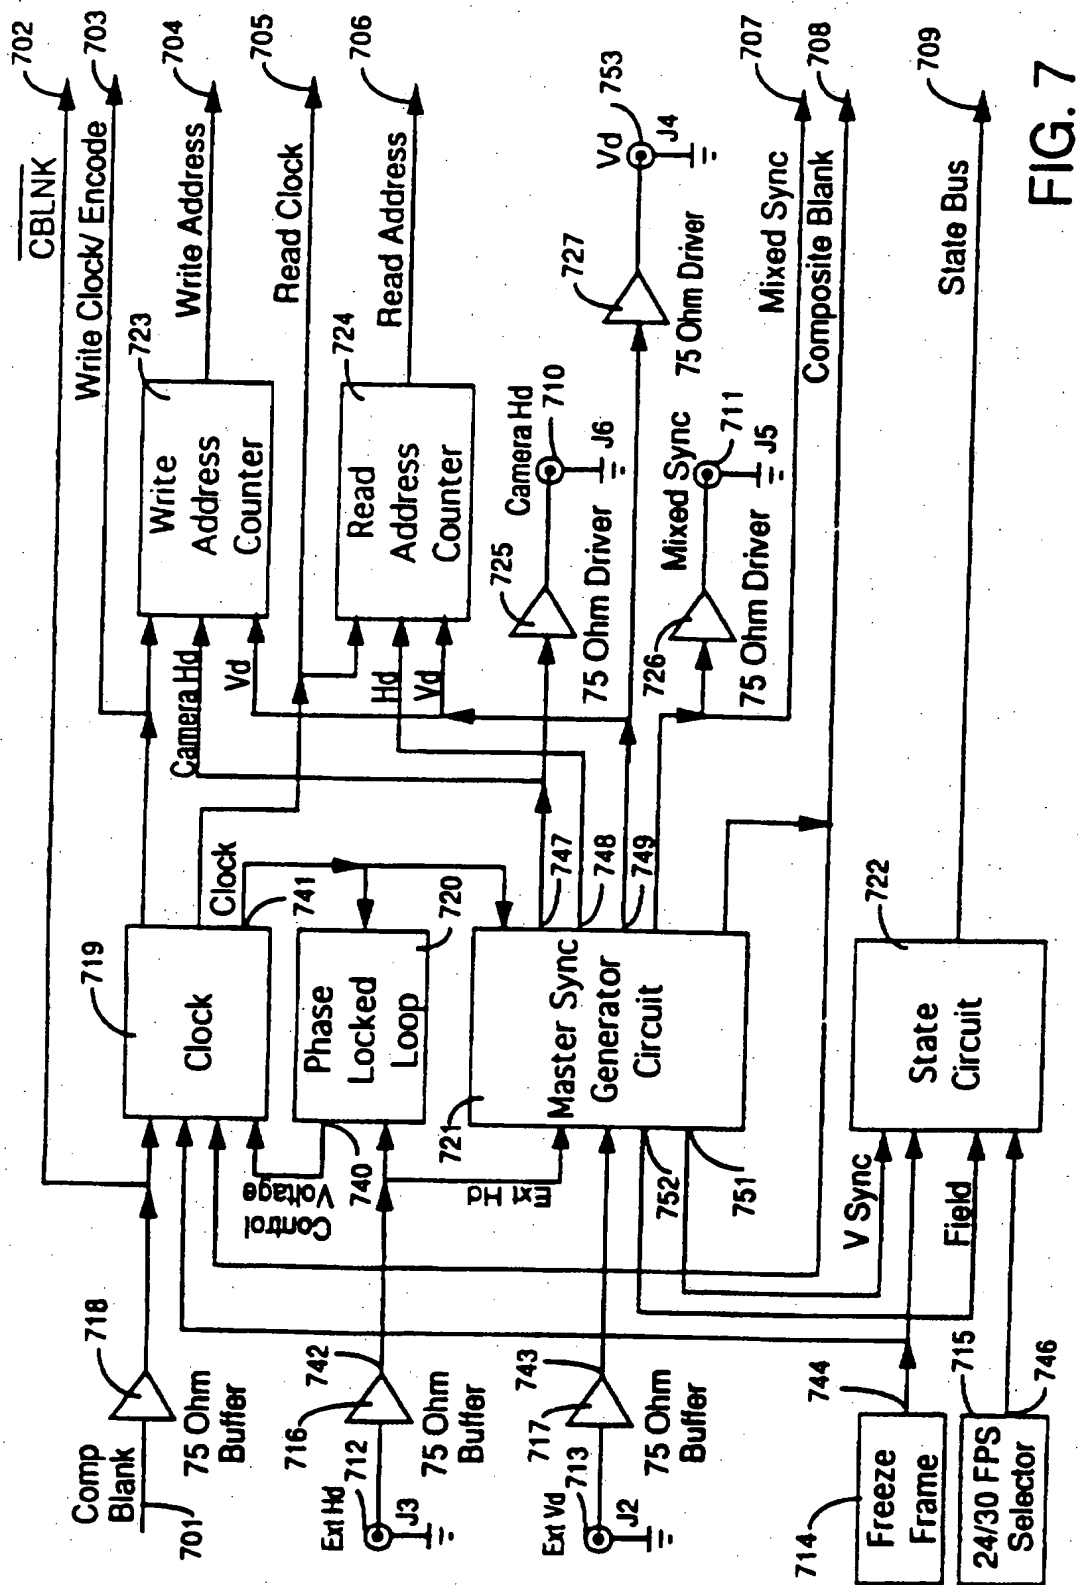 702
CBLNK
703
Write Clock/ Encode
704
Write Address
705
Read Clock
706
Read Address
723
Write
Address
Counter
724
Read
Address
Counter
Camera Hd
Vd
Hd
Vd
719
Clock
Clock
741
Phase
Locked
Loop
720
740
Control
Voltage
718
Comp
Blank
701
75 Ohm
Buffer
716
742
Ext Hd
712
J3
75 Ohm
Buffer
Ext Hd
721
Master Sync
Generator
Circuit
747
748
749
752
751
717
743
Ext Vd
713
J2
75 Ohm
Buffer
725
Camera Hd
710
J6
75 Ohm Driver
726
Mixed Sync
711
J5
75 Ohm Driver
727
Vd
753
J4
75 Ohm Driver
707
Mixed Sync
708
Composite Blank
709
State Bus
722
State
Circuit
V Sync
Field
714
Freeze
Frame
744
715
24/30 FPS
Selector
746
FIG. 7